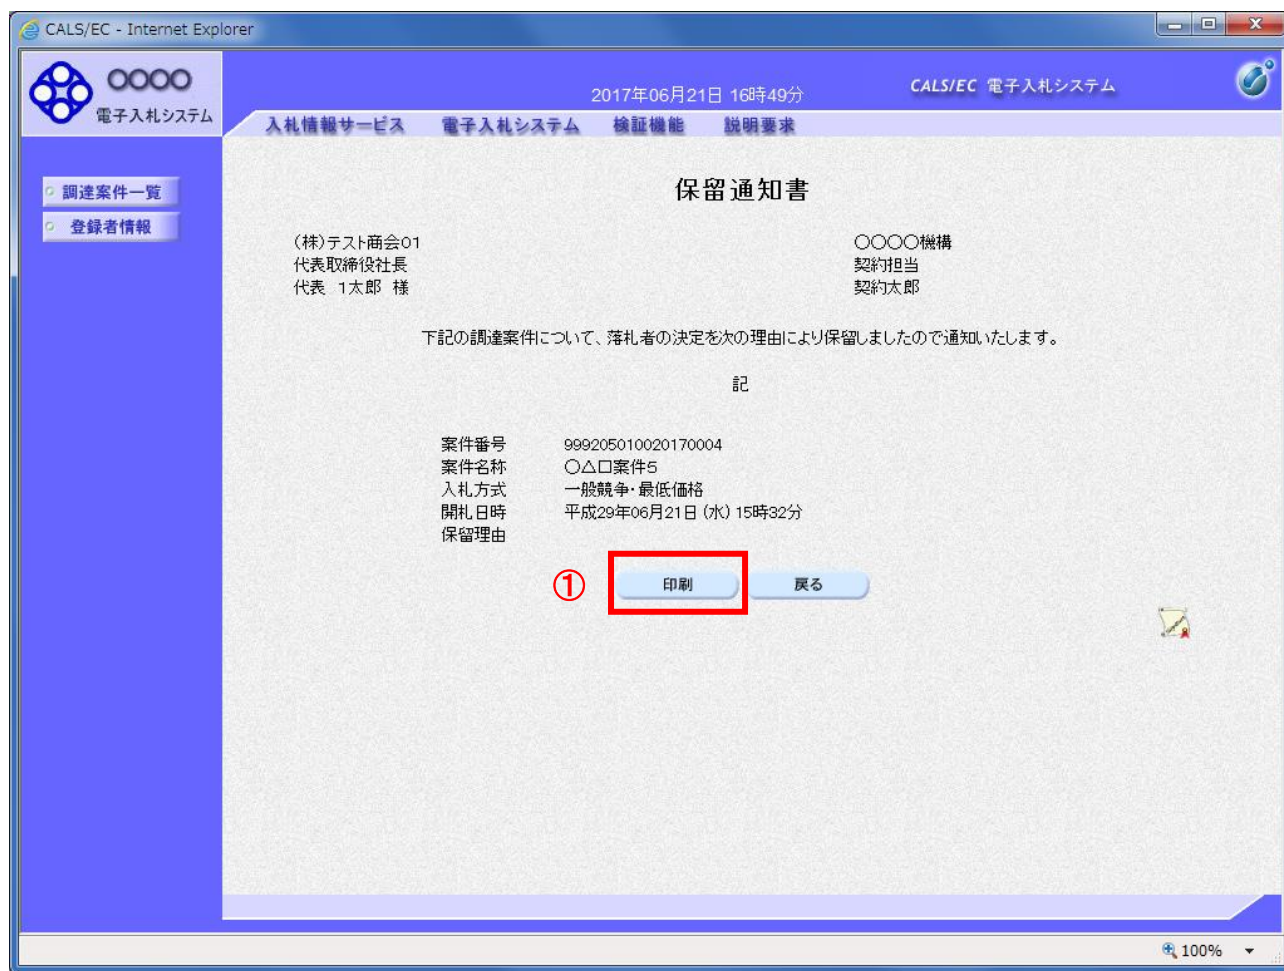 CALS/EC - Internet Explorer
〇〇〇〇
電子入札システム
2017年06月21日 16時49分
CALS/EC 電子入札システム
入札情報サービス 電子入札システム 検証機能 説明要求
調達案件一覧
登録者情報
保留通知書
(株)テスト商会01
代表取締役社長
代表 1太郎 様
〇〇〇〇機構
契約担当
契約太郎
下記の調達案件について、落札者の決定を次の理由により保留しましたので通知いたします。
記
案件番号 999205010020170004
案件名称 〇△口案件5
入札方式 一般競争・最低価格
開札日時 平成29年06月21日 (水) 15時32分
保留理由
① 印刷 戻る
100%